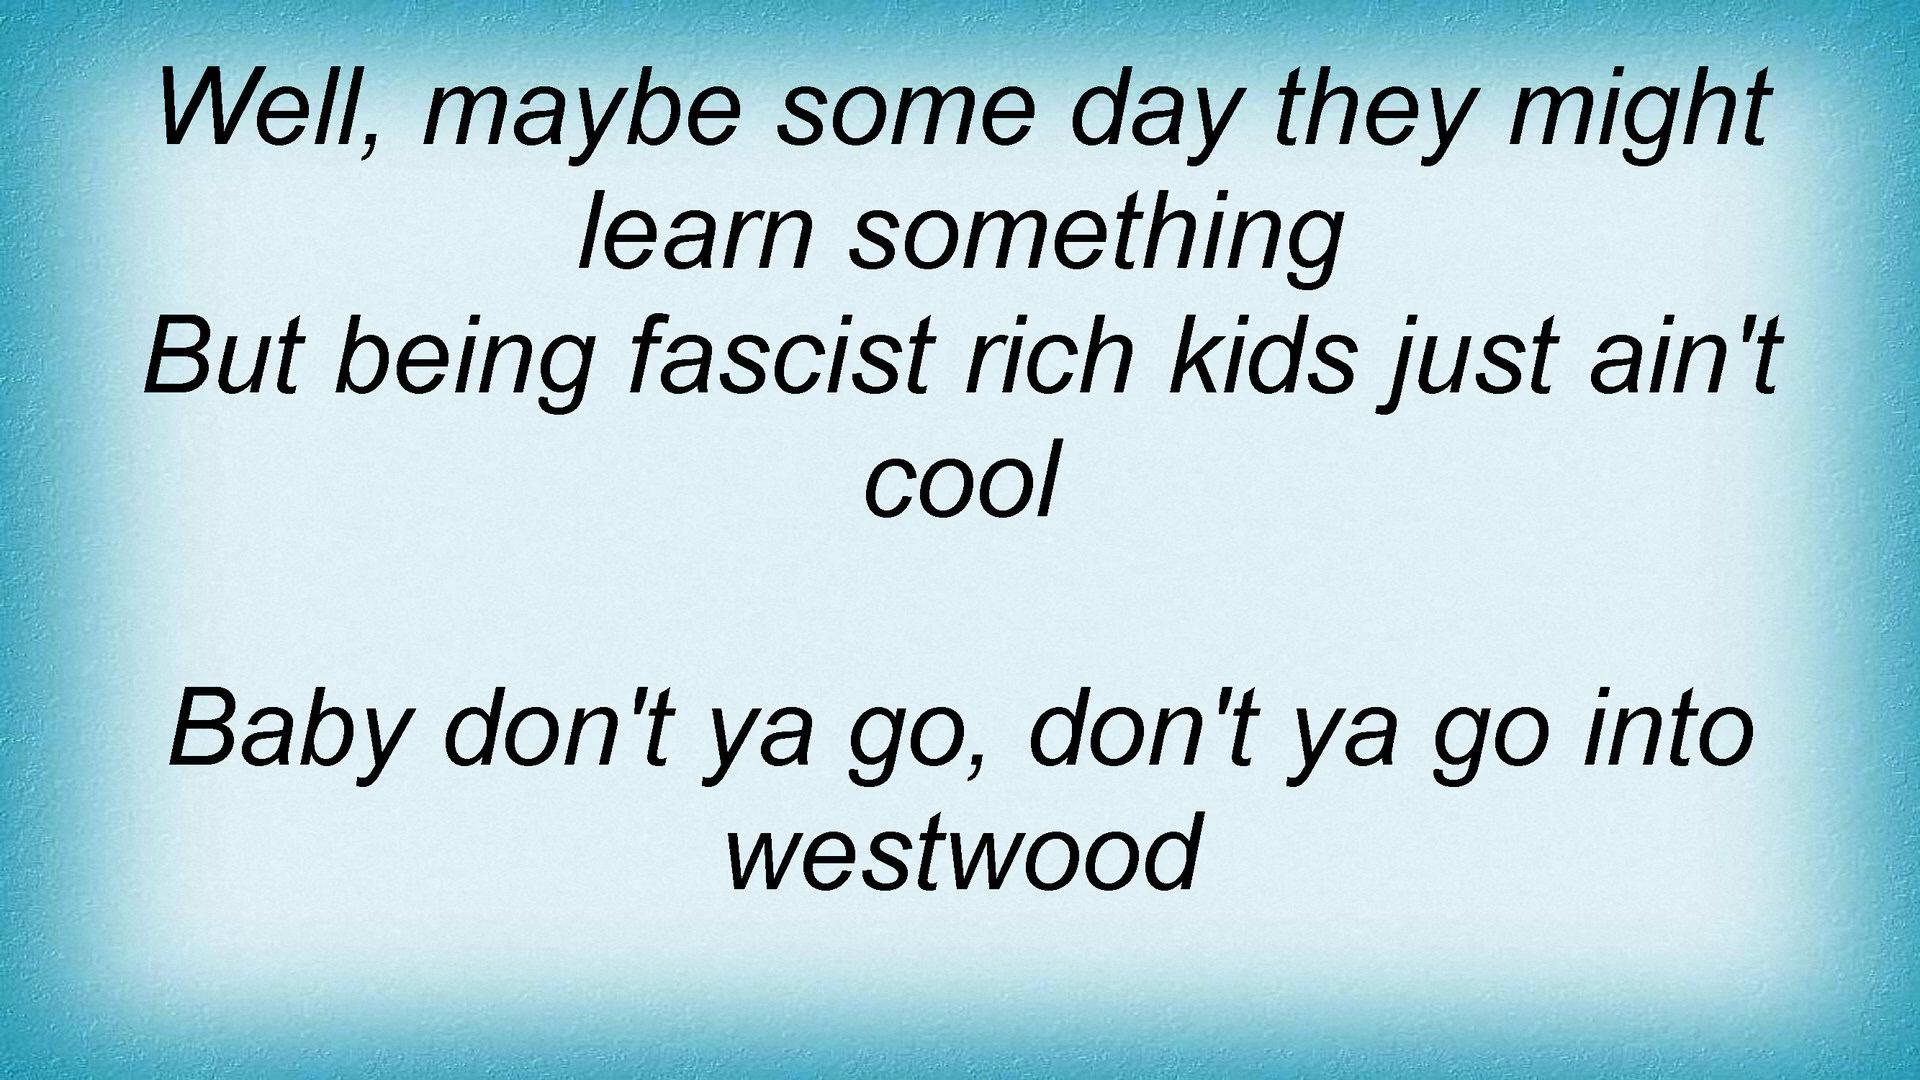 Well, maybe some day they might
learn something
But being fascist rich kids just ain't
cool
Baby don't ya go, don't ya go into
westwood